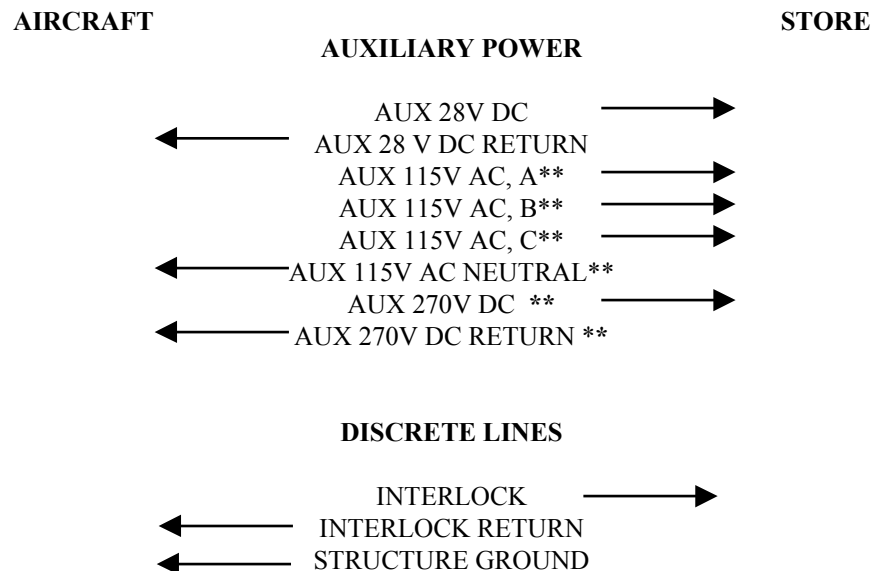 AIRCRAFT STORE
AUXILIARY POWER
AUX 28V DC
AUX 28 V DC RETURN
AUX 115V AC, A**
AUX 115V AC, B**
AUX 115V AC, C**
AUX 115V AC NEUTRAL**
AUX 270V DC **
AUX 270V DC RETURN **
DISCRETE LINES
INTERLOCK
INTERLOCK RETURN
STRUCTURE GROUND